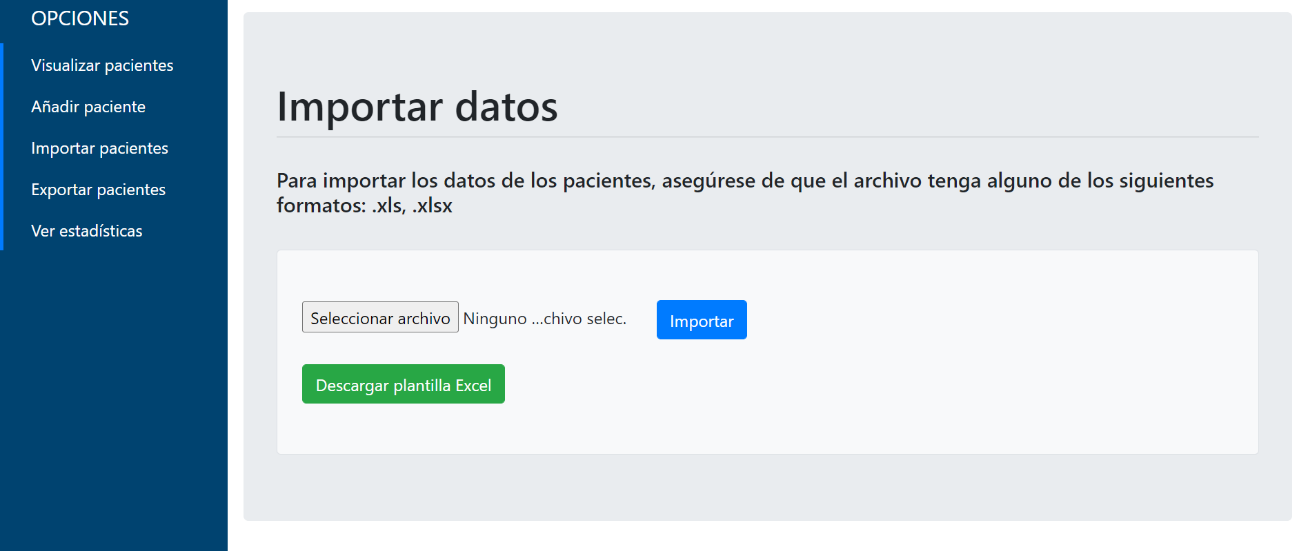 OPCIONES
Visualizar pacientes
Añadir paciente
Importar pacientes
Exportar pacientes
Ver estadísticas
Importar datos
Para importar los datos de los pacientes, asegúrese de que el archivo tenga alguno de los siguientes
formatos: .xls, .xlsx
Seleccionar archivo Ninguno ...chivo selec. Importar
Descargar plantilla Excel